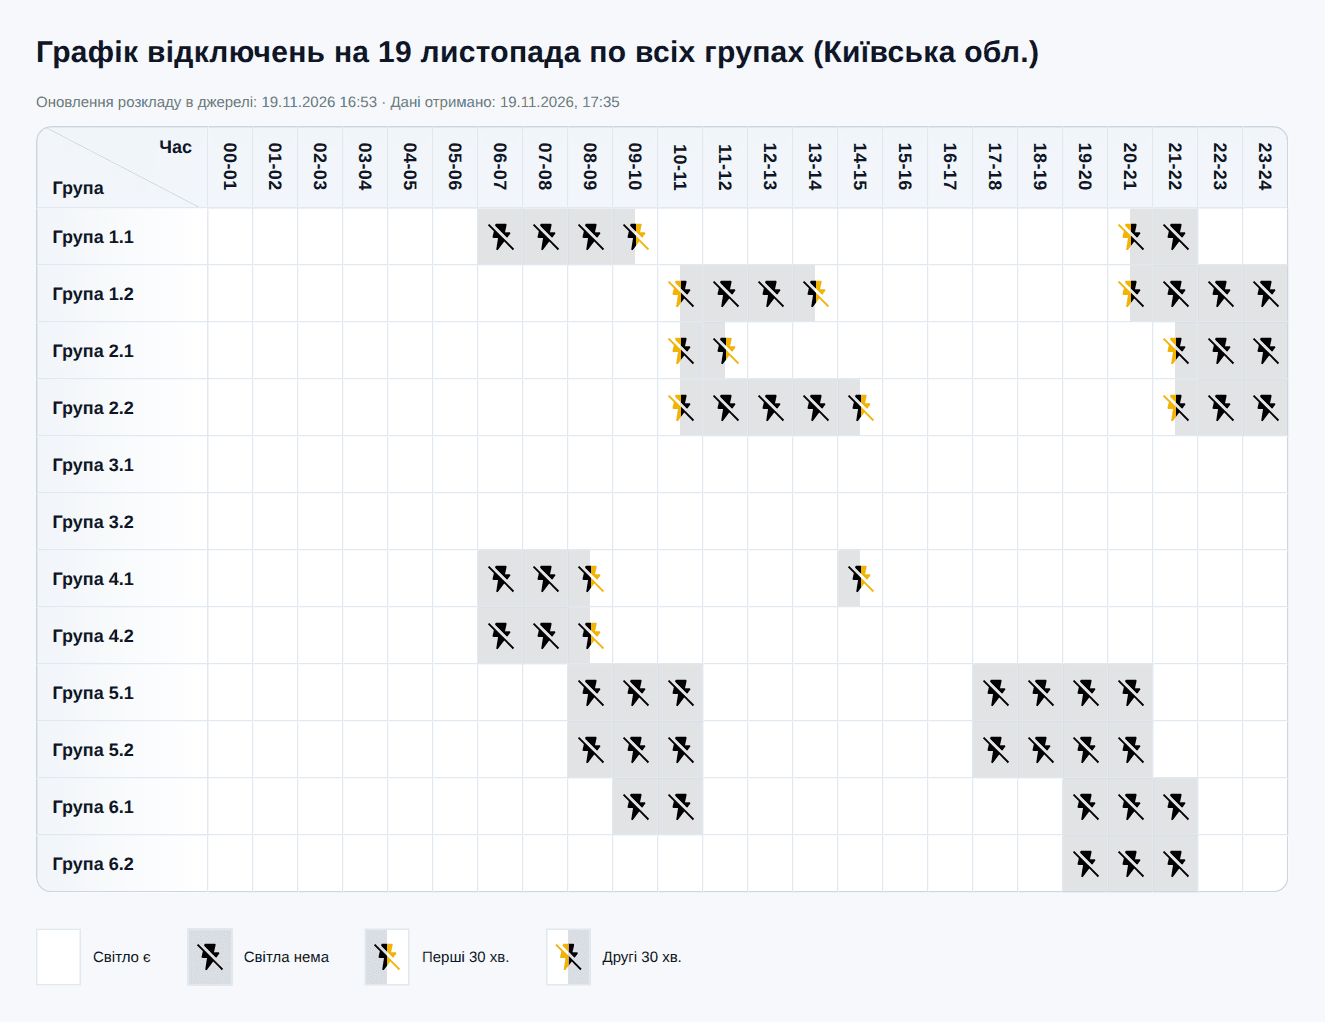 Графік відключень на 19 листопада по всіх групах (Київська обл.)
Оновлення розкладу в джерелі: 19.11.2026 16:53 · Дані отримано: 19.11.2026, 17:35
Час
Група
00-01 01-02 02-03 03-04 04-05 05-06 06-07 07-08 08-09 09-10 10-11 11-12 12-13 13-14 14-15 15-16 16-17 17-18 18-19 19-20 20-21 21-22 22-23 23-24
Група 1.1
Група 1.2
Група 2.1
Група 2.2
Група 3.1
Група 3.2
Група 4.1
Група 4.2
Група 5.1
Група 5.2
Група 6.1
Група 6.2
Світло є Світла нема Перші 30 хв. Другі 30 хв.